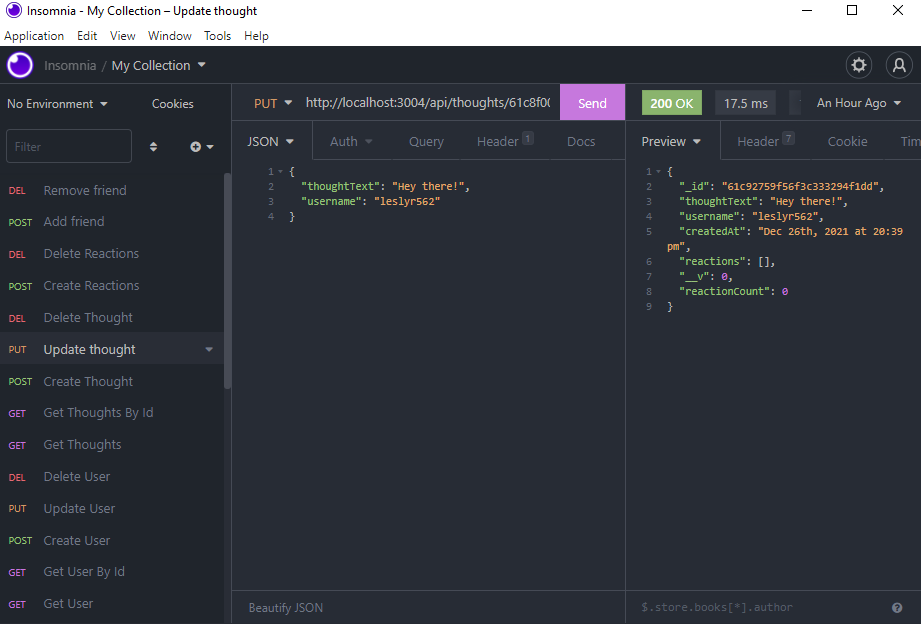 Insomnia - My Collection – Update thought
Application Edit View Window Tools Help
Insomnia / My Collection
No Environment Cookies
Filter
DEL Remove friend
POST Add friend
DEL Delete Reactions
POST Create Reactions
DEL Delete Thought
PUT Update thought
POST Create Thought
GET Get Thoughts By Id
GET Get Thoughts
DEL Delete User
PUT Update User
POST Create User
GET Get User By Id
GET Get User
PUT http://localhost:3004/api/thoughts/61c8f00 Send
JSON Auth Query Header 1 Docs
1 {
2 "thoughtText": "Hey there!",
3 "username": "leslyr562"
4 }
Beautify JSON
200 OK 17.5 ms An Hour Ago
Preview Header 7 Cookie Tim
1 {
2 "_id": "61c92759f56f3c333294f1dd",
3 "thoughtText": "Hey there!",
4 "username": "leslyr562",
5 "createdAt": "Dec 26th, 2021 at 20:39
pm",
6 "reactions": [],
7 "__v": 0,
8 "reactionCount": 0
9 }
$.store.books[*].author